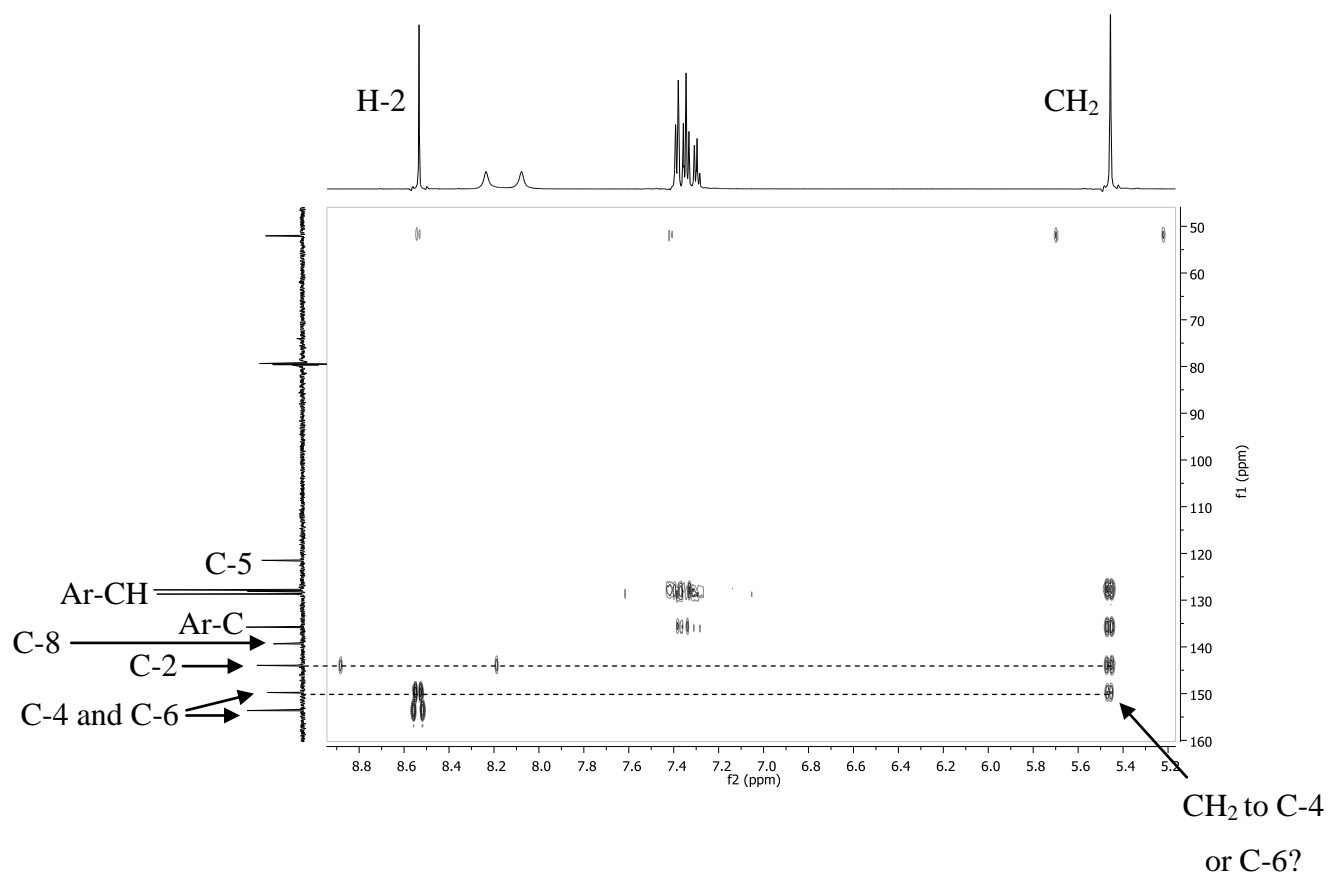 H-2
CH₂
50
60
70
80
90
100
110
120
130
140
150
160
f1 (ppm)
C-5
Ar-CH
Ar-C
C-8
C-2
C-4 and C-6
8.8 8.6 8.4 8.2 8.0 7.8 7.6 7.4 7.2 7.0 6.8 6.6 6.4 6.2 6.0 5.8 5.6 5.4 5.2
f2 (ppm)
CH₂ to C-4
or C-6?